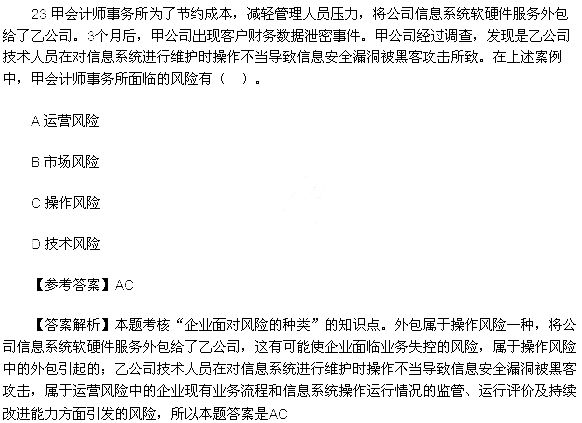 23 甲会计师事务所为了节约成本，减轻管理人员压力，将公司信息系统软硬件服务外包
给了乙公司。3个月后，甲公司出现客户财务数据泄密事件。甲公司经过调查，发现是乙公司
技术人员在对信息系统进行维护时操作不当导致信息安全漏洞被黑客攻击所致。在上述案例
中，甲会计师事务所面临的风险有（　）。
A 运营风险
B 市场风险
C 操作风险
D 技术风险
【参考答案】AC
【答案解析】本题考核“企业面对风险的种类”的知识点。外包属于操作风险一种，将公
司信息系统软硬件服务外包给了乙公司，这有可能使企业面临业务失控的风险，属于操作风险
中的外包引起的；乙公司技术人员在对信息系统进行维护时操作不当导致信息安全漏洞被黑客
攻击，属于运营风险中的企业现有业务流程和信息系统操作运行情况的监管、运行评价及持续
改进能力方面引发的风险，所以本题答案是AC